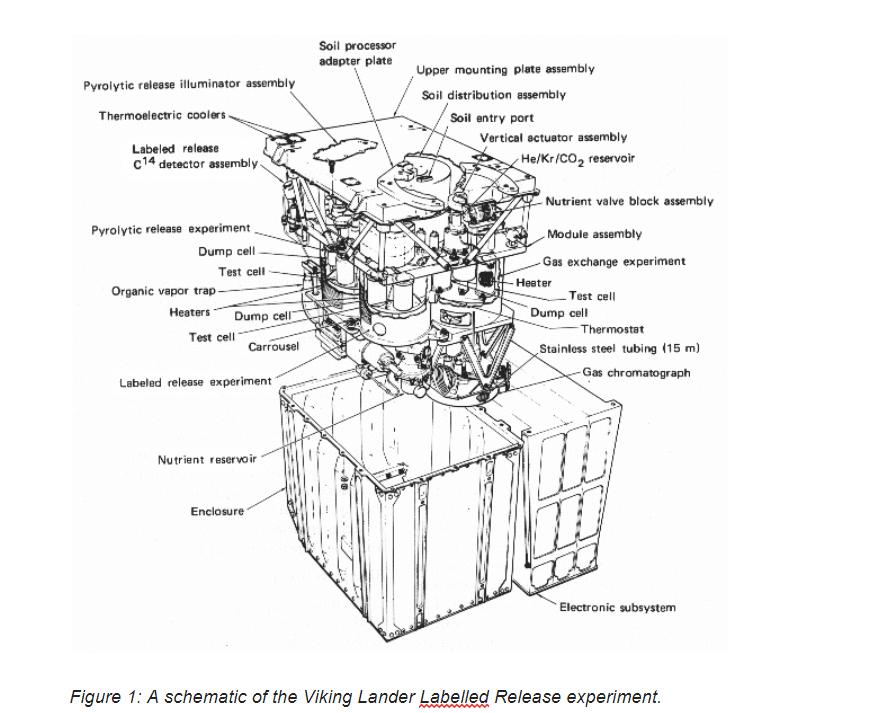 Soil processor
adapter plate
Upper mounting plate assembly
Pyrolytic release illuminator assembly
Soil distribution assembly
Thermoelectric coolers
Soil entry port
Vertical actuator assembly
Labeled release
C14 detector assembly
He/Kr/CO2 reservoir
Nutrient valve block assembly
Pyrolytic release experiment
Module assembly
Dump cell
Gas exchange experiment
Test cell
Heater
Organic vapor trap
Test cell
Heaters
Dump cell
Dump cell
Thermostat
Test cell
Carrousel
Stainless steel tubing (15 m)
Labeled release experiment
Gas chromatograph
Nutrient reservoir
Enclosure
Electronic subsystem
Figure 1: A schematic of the Viking Lander Labelled Release experiment.